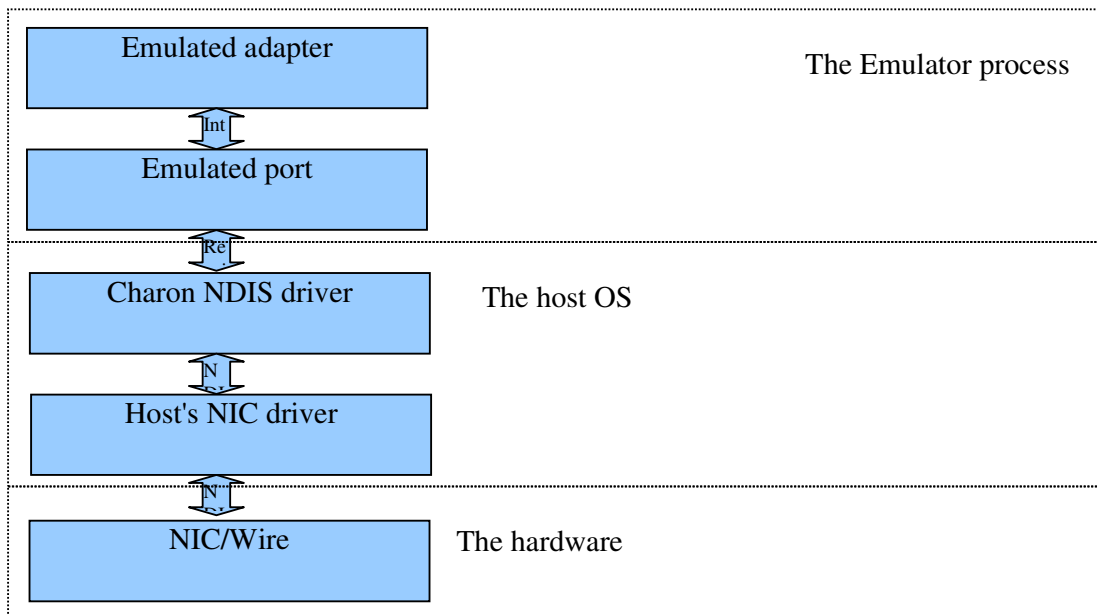 Emulated adapter
The Emulator process
Int
Emulated port
Re
Charon NDIS driver
The host OS
N
Host's NIC driver
N
NIC/Wire
The hardware